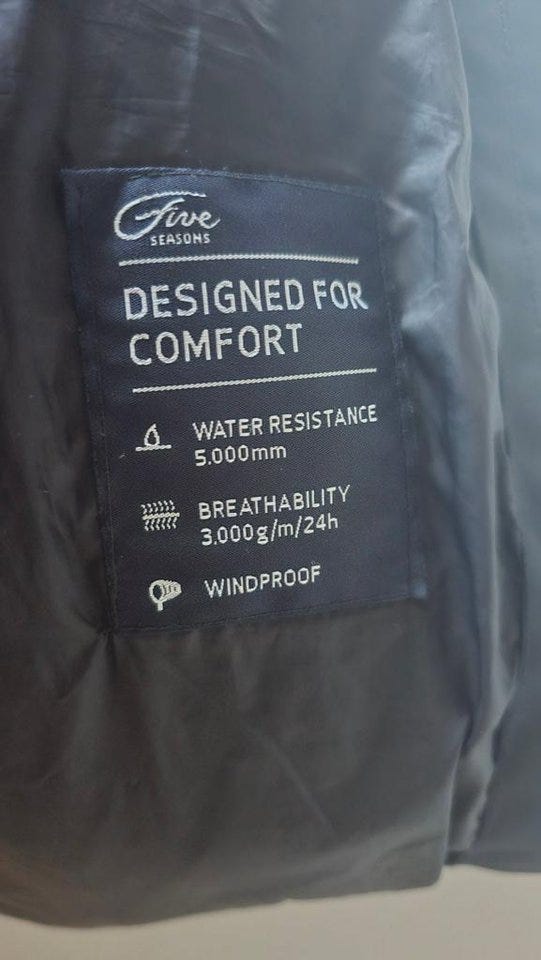 Five
SEASONS
DESIGNED FOR
COMFORT
WATER RESISTANCE
5.000mm
BREATHABILITY
3.000g/m/24h
WINDPROOF